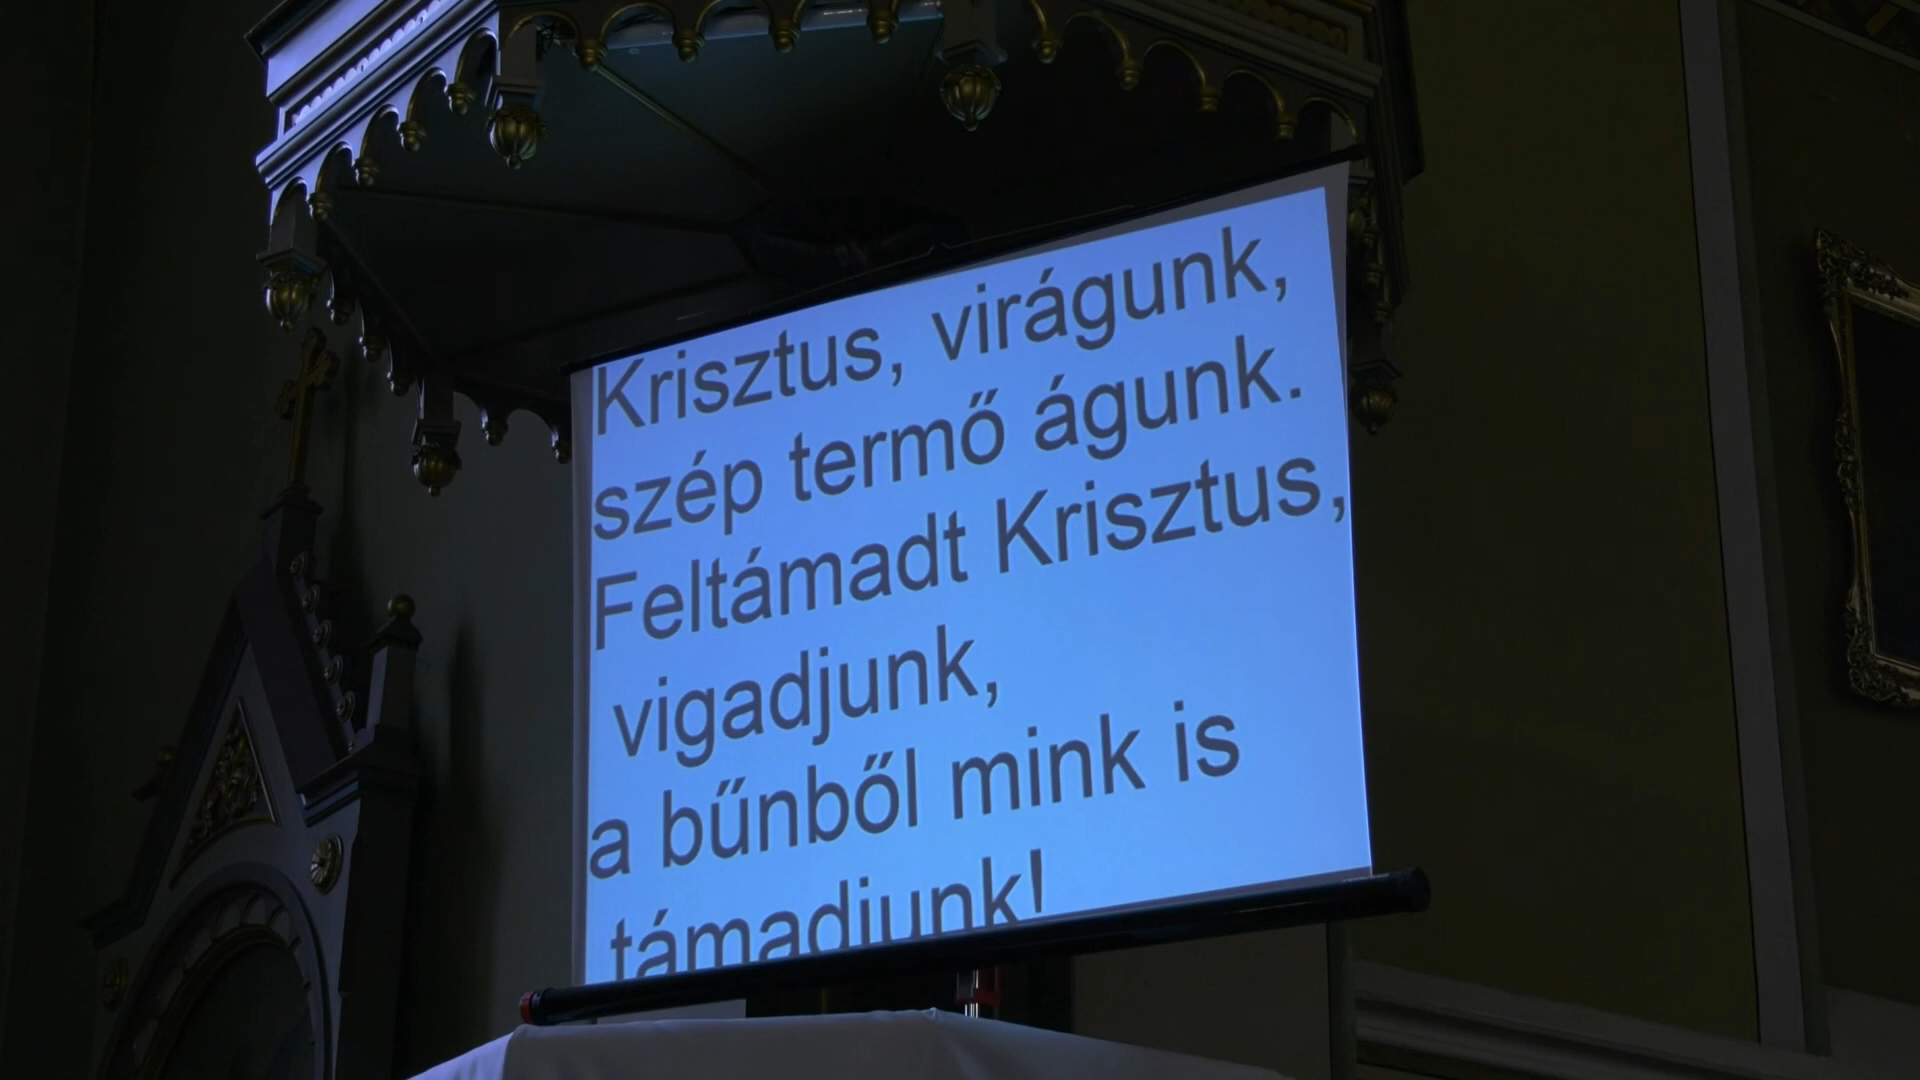 Krisztus, virágunk,
szép termő águnk.
Feltámadt Krisztus,
vigadjunk,
a bűnből mink is
támadjunk!